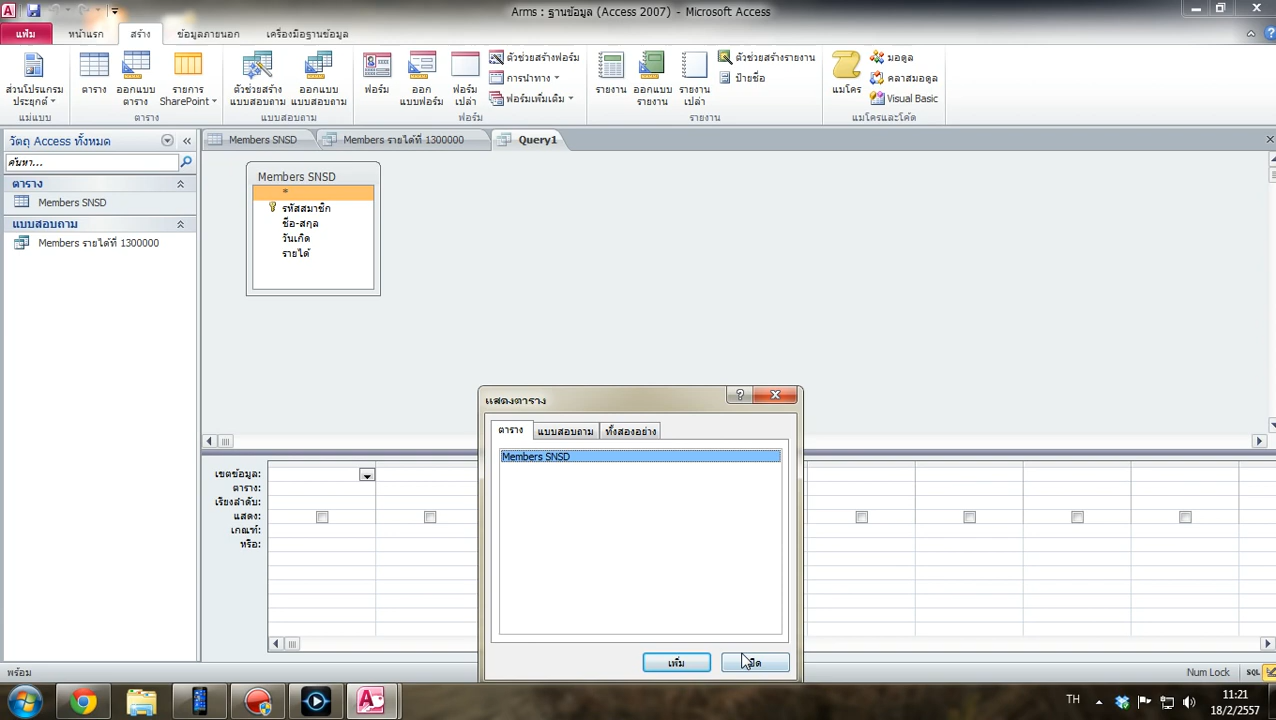 Arms : ฐานข้อมูล (Access 2007) - Microsoft Access
แฟ้ม หน้าแรก สร้าง ข้อมูลภายนอก เครื่องมือฐานข้อมูล
ส่วนโปรแกรมประยุกต์
แม่แบบ
ตาราง
ออกแบบตาราง
รายการ SharePoint
ตาราง
ตัวช่วยสร้างแบบสอบถาม
ออกแบบแบบสอบถาม
แบบสอบถาม
ฟอร์ม
ออกแบบฟอร์ม
ฟอร์มเปล่า
ตัวช่วยสร้างฟอร์ม
การนำทาง
ฟอร์มเพิ่มเติม
ฟอร์ม
รายงาน
ออกแบบรายงาน
รายงานเปล่า
ตัวช่วยสร้างรายงาน
ป้ายชื่อ
รายงาน
แมโคร
มอดูล
คลาสมอดูล
Visual Basic
แมโครและโค้ด
วัตถุ Access ทั้งหมด
ค้นหา...
ตาราง
Members SNSD
แบบสอบถาม
Members รายได้ที่ 1300000
Members SNSD Members รายได้ที่ 1300000 Query1
Members SNSD
*
รหัสสมาชิก
ชื่อ-สกุล
วันเกิด
รายได้
แสดงตาราง
ตาราง แบบสอบถาม ทั้งสองอย่าง
Members SNSD
เพิ่ม
เขตข้อมูล:
ตาราง:
เรียงลำดับ:
แสดง:
เกณฑ์:
หรือ:
พร้อม
Num Lock SQL
TH
11:21
18/2/2557